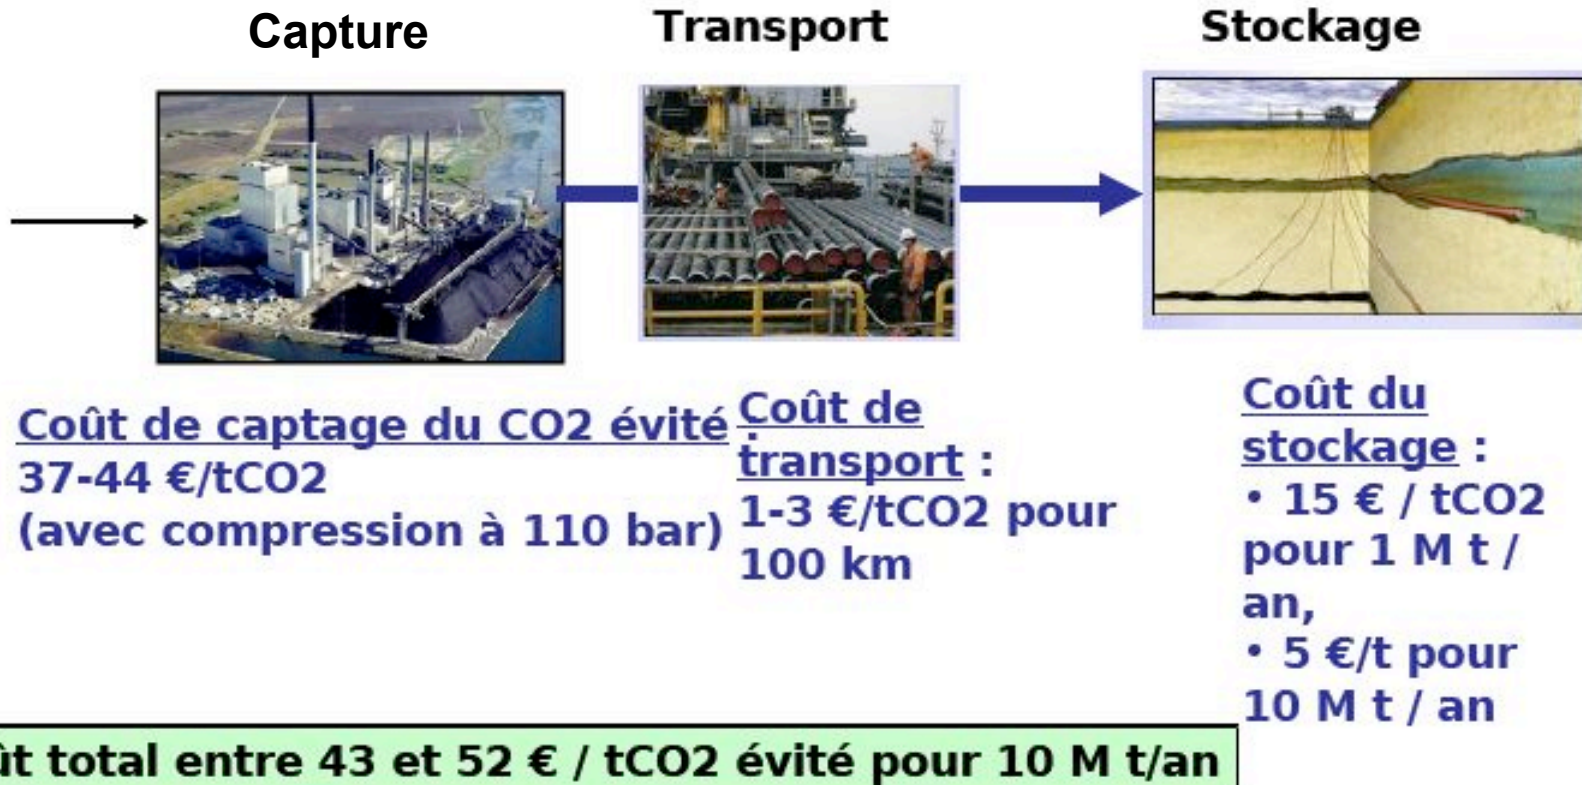 Capture
Transport
Stockage
Coût de captage du CO2 évité :
37-44 €/tCO2
(avec compression à 110 bar)
Coût de
transport :
1-3 €/tCO2 pour
100 km
Coût du
stockage :
• 15 € / tCO2
pour 1 M t /
an,
• 5 €/t pour
10 M t / an
ût total entre 43 et 52 € / tCO2 évité pour 10 M t/an